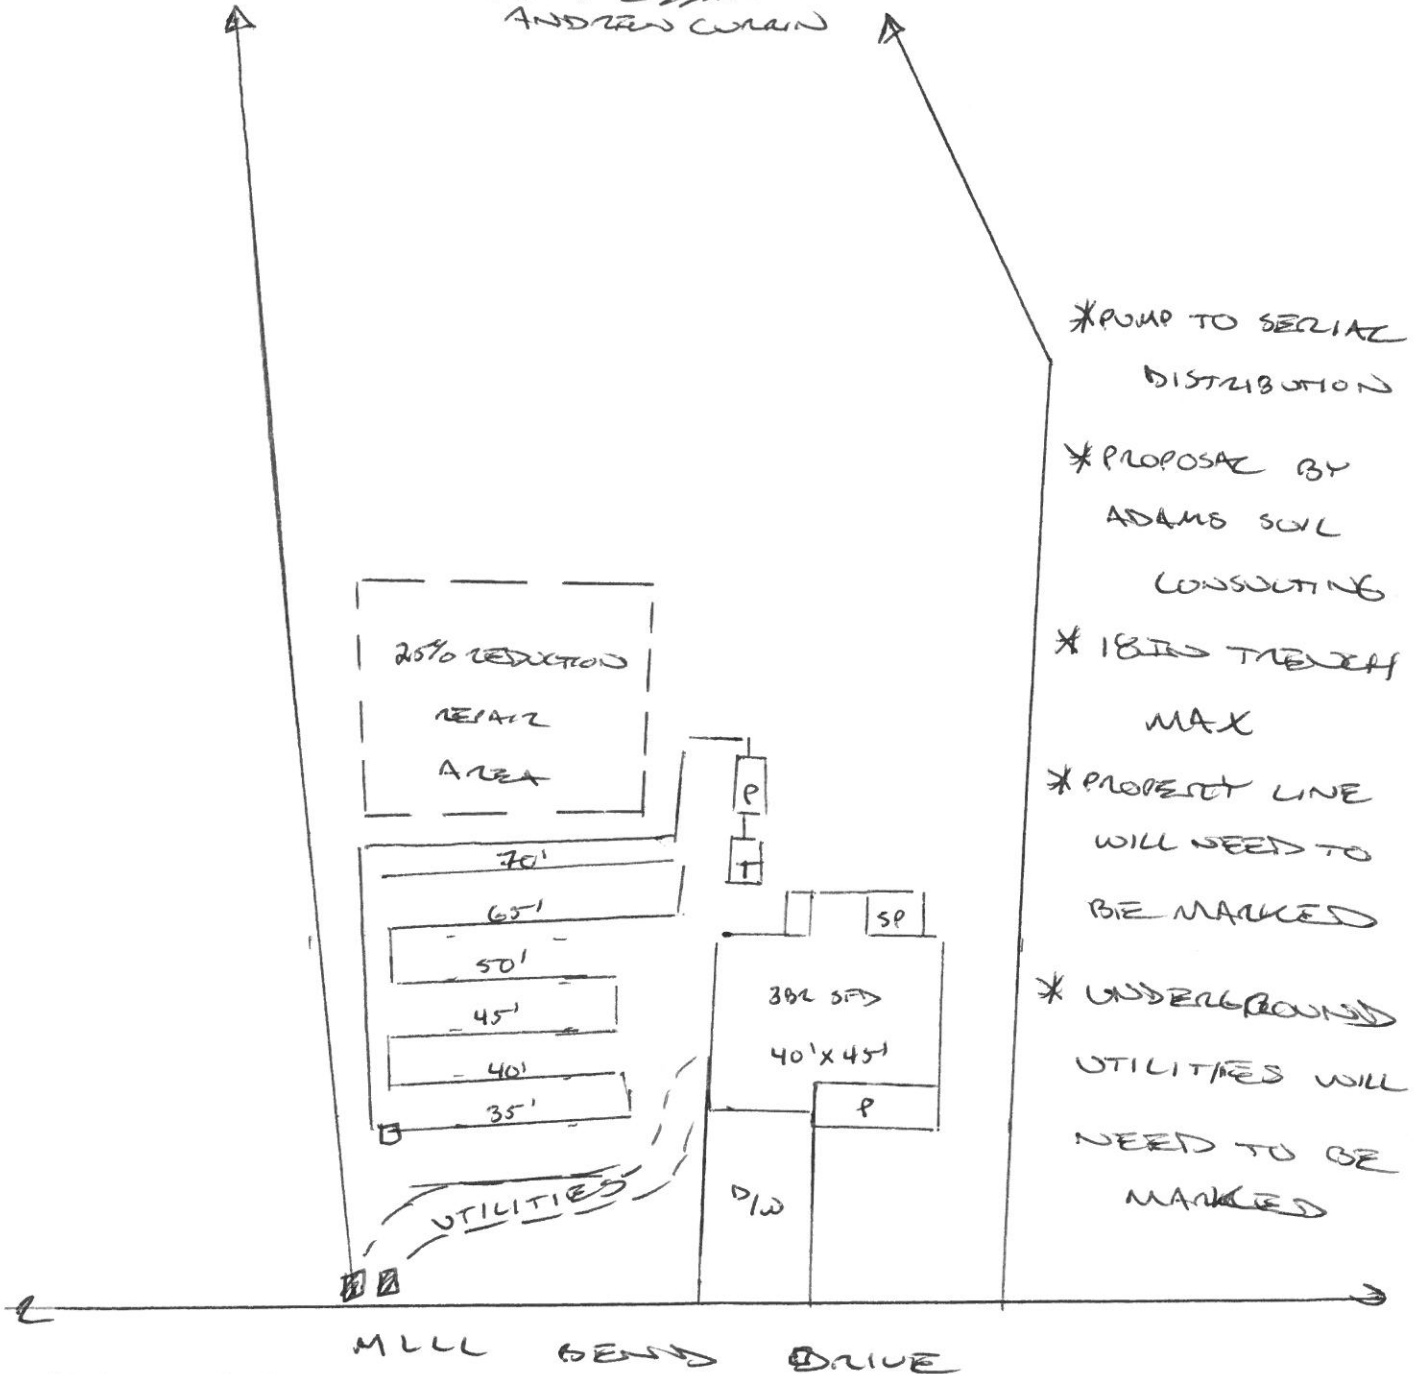 ANDREW CURRIN
*PUMP TO SERIAL
DISTRIBUTION
*PROPOSAL BY
ADAMS SOIL
CONSULTING
* 18IN TRENCH
MAX
*PROPERTY LINE
WILL NEED TO
BE MARKED
* UNDERGROUND
UTILITIES WILL
NEED TO BE
MARKED
25% REDUCTION
REPAIR
AREA
P
T
70'
65'
50'
45'
40'
35'
SP
3BR SFD
40'X45'
P
D/W
UTILITIES
MILL BEND DRIVE